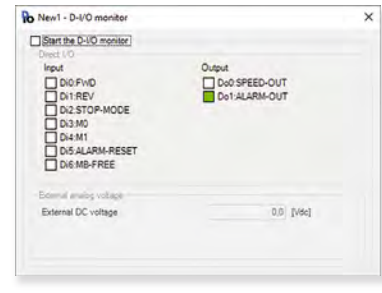 New1 - D-I/O monitor
Start the D-I/O monitor
Direct I/O
Input
Di0:FWD
Di1:REV
Di2:STOP-MODE
Di3:M0
Di4:M1
Di5:ALARM-RESET
Di6:MB-FREE
Output
Do0:SPEED-OUT
Do1:ALARM-OUT
External analog voltage
External DC voltage 0,0 [Vdc]